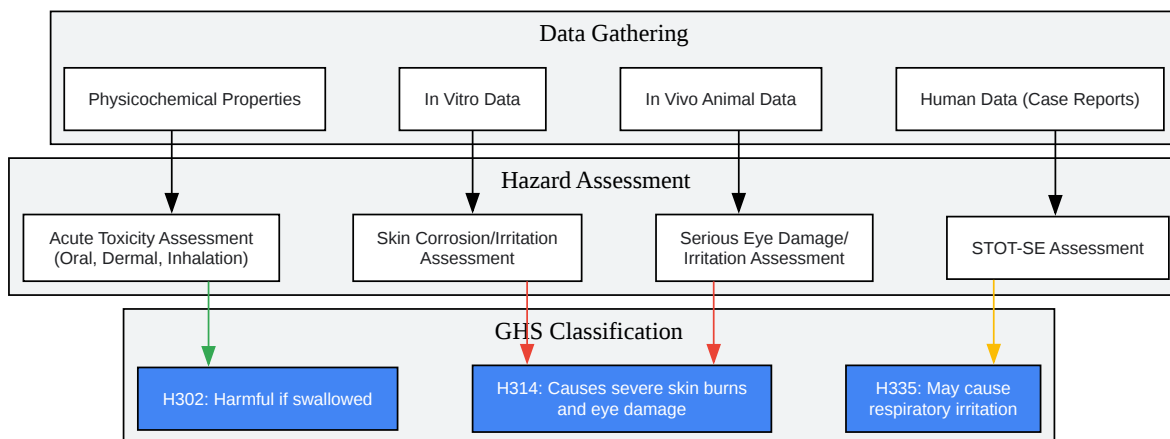 Data Gathering
Physicochemical Properties
In Vitro Data
In Vivo Animal Data
Human Data (Case Reports)
Hazard Assessment
Acute Toxicity Assessment
(Oral, Dermal, Inhalation)
Skin Corrosion/Irritation
Assessment
Serious Eye Damage/
Irritation Assessment
STOT-SE Assessment
GHS Classification
H302: Harmful if swallowed
H314: Causes severe skin burns
and eye damage
H335: May cause
respiratory irritation